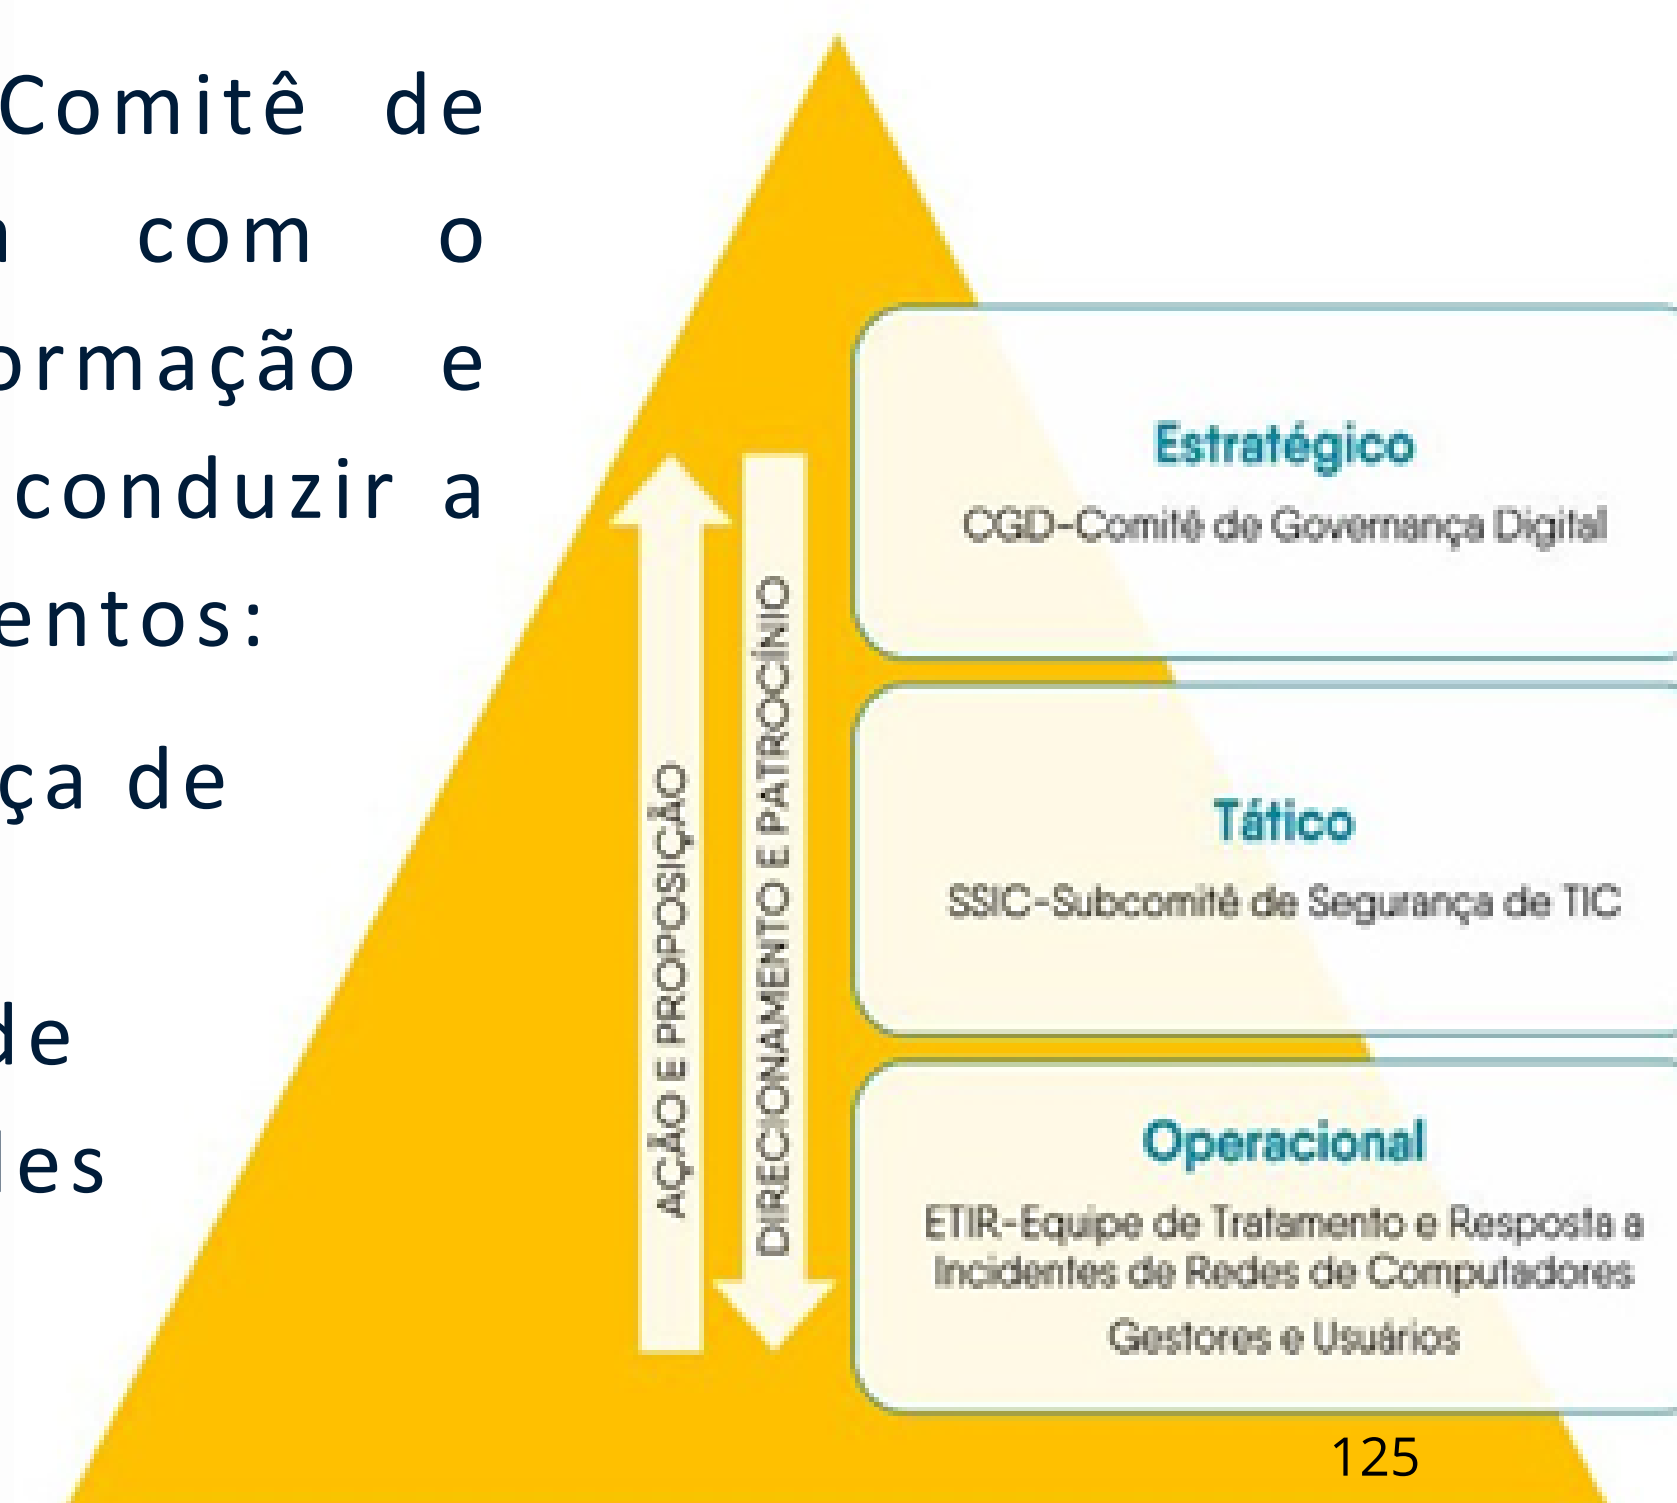 Comitê de
com o
ormação e
conduzir a
entos:
ça de
de
les
AÇÃO E PROPOSIÇÃO
DIRECIONAMENTO E PATROCÍNIO
Estratégico
CGD-Comitê de Governança Digital
Tático
SSIC-Subcomitê de Segurança de TIC
Operacional
ETIR-Equipe de Tratamento e Resposta a
Incidentes de Redes de Computadores
Gestores e Usuários
125